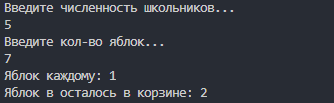 Введите численность школьников...
5
Введите кол-во яблок...
7
Яблок каждому: 1
Яблок в осталось в корзине: 2